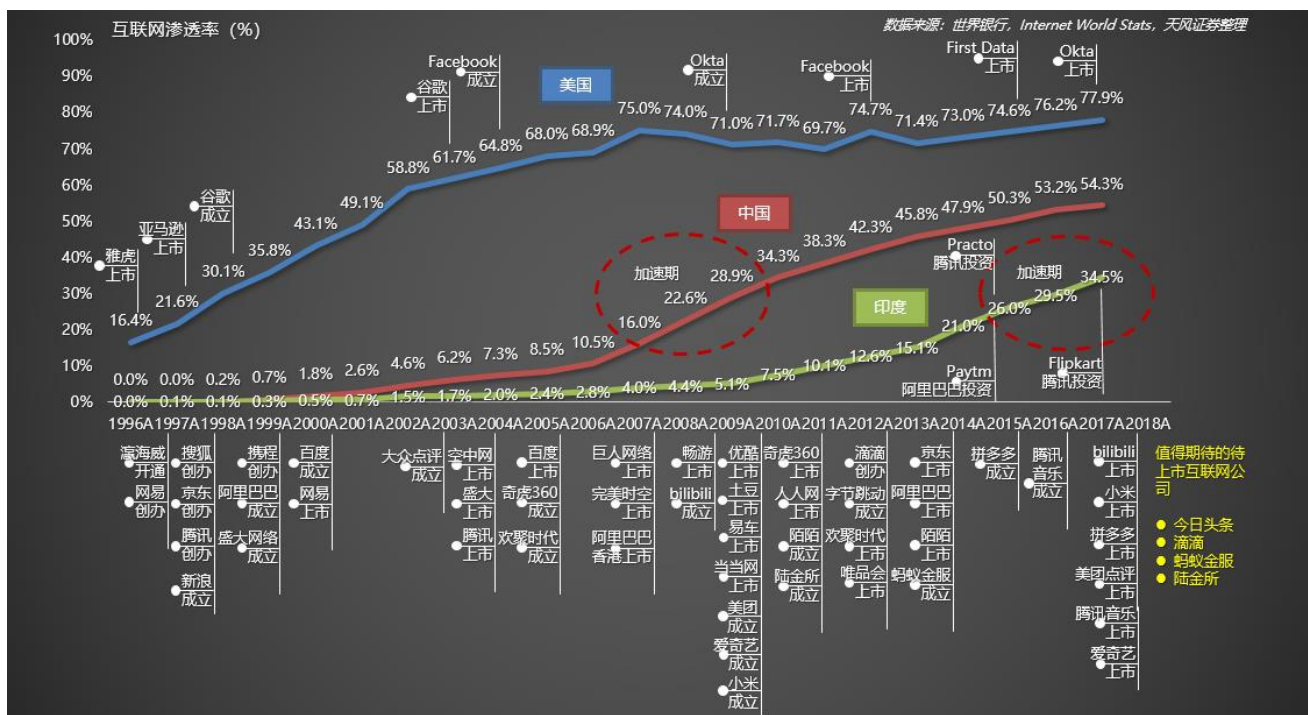 互联网渗透率（%）
数据来源：世界银行，Internet World Stats，天风证券整理
100%
90%
80%
70%
60%
50%
40%
30%
20%
10%
0%
美国
中国
印度
雅虎
上市
亚马逊
上市
谷歌
成立
谷歌
上市
Facebook
成立
Okta
成立
Facebook
上市
First Data
上市
Okta
上市
16.4%
21.6%
30.1%
35.8%
43.1%
49.1%
58.8%
61.7%
64.8%
68.0%
68.9%
75.0%
74.0%
71.0%
71.7%
69.7%
74.7%
71.4%
73.0%
74.6%
76.2%
77.9%
加速期
0.0%
0.0%
0.2%
0.7%
1.8%
2.6%
4.6%
6.2%
7.3%
8.5%
10.5%
16.0%
22.6%
28.9%
34.3%
38.3%
42.3%
45.8%
47.9%
50.3%
53.2%
54.3%
Practo
腾讯投资
加速期
0.0%
0.1%
0.1%
0.3%
0.5%
0.7%
1.5%
1.7%
2.0%
2.4%
2.8%
4.0%
4.4%
5.1%
7.5%
10.1%
12.6%
15.1%
21.0%
26.0%
29.5%
34.5%
Paytm
阿里巴巴投资
Flipkart
腾讯投资
1996A1997A1998A1999A2000A2001A2002A2003A2004A2005A2006A2007A2008A2009A2010A2011A2012A2013A2014A2015A2016A2017A2018A
瀛海威
开通
网易
创办
搜狐
创办
京东
创办
腾讯
创办
新浪
成立
携程
创办
阿里巴巴
成立
盛大网络
成立
百度
成立
网易
上市
大众点评
成立
空中网
上市
盛大
上市
腾讯
上市
百度
上市
奇虎360
成立
欢聚时代
成立
巨人网络
上市
完美时空
上市
阿里巴巴
香港上市
畅游
上市
bilibili
成立
优酷
上市
土豆
上市
易车
上市
当当网
上市
美团
成立
爱奇艺
成立
小米
成立
奇虎360
上市
人人网
上市
陌陌
成立
陆金所
成立
滴滴
创办
字节跳动
成立
欢聚时代
上市
唯品会
上市
京东
上市
阿里巴巴
上市
陌陌
上市
蚂蚁金服
成立
拼多多
成立
腾讯
音乐
成立
bilibili
上市
小米
上市
拼多多
上市
美团点评
上市
腾讯音乐
上市
爱奇艺
上市
值得期待的待
上市互联网公
司
今日头条
滴滴
蚂蚁金服
陆金所